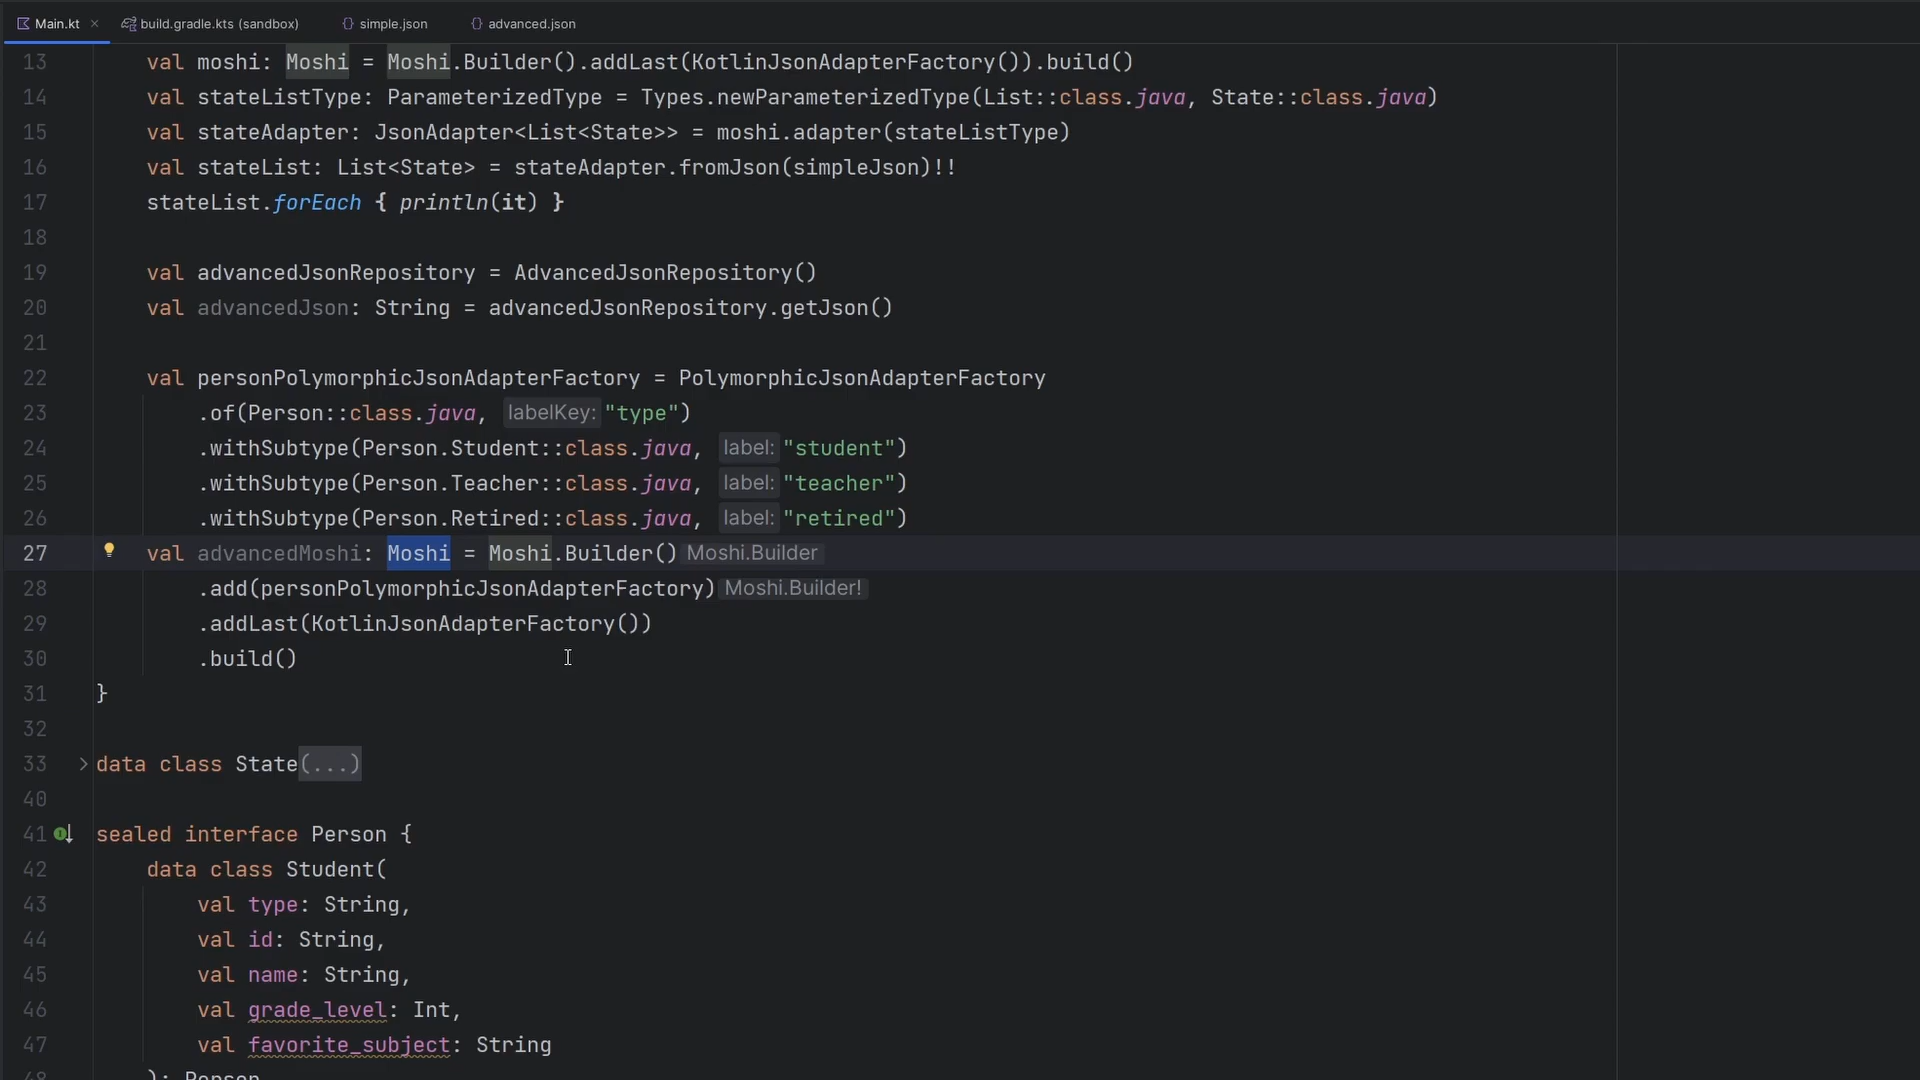 Main.kt × build.gradle.kts (sandbox) simple.json advanced.json
13 val moshi: Moshi = Moshi.Builder().addLast(KotlinJsonAdapterFactory()).build()
14 val stateListType: ParameterizedType = Types.newParameterizedType(List::class.java, State::class.java)
15 val stateAdapter: JsonAdapter<List<State>> = moshi.adapter(stateListType)
16 val stateList: List<State> = stateAdapter.fromJson(simpleJson)!!
17 stateList.forEach { println(it) }
18
19 val advancedJsonRepository = AdvancedJsonRepository()
20 val advancedJson: String = advancedJsonRepository.getJson()
21
22 val personPolymorphicJsonAdapterFactory = PolymorphicJsonAdapterFactory
23 .of(Person::class.java, labelKey: "type")
24 .withSubtype(Person.Student::class.java, label: "student")
25 .withSubtype(Person.Teacher::class.java, label: "teacher")
26 .withSubtype(Person.Retired::class.java, label: "retired")
27 val advancedMoshi: Moshi = Moshi.Builder() Moshi.Builder
28 .add(personPolymorphicJsonAdapterFactory) Moshi.Builder!
29 .addLast(KotlinJsonAdapterFactory())
30 .build()
31 }
32
33 data class State(...)
40
41 sealed interface Person {
42 data class Student(
43 val type: String,
44 val id: String,
45 val name: String,
46 val grade_level: Int,
47 val favorite_subject: String
48 ): Person